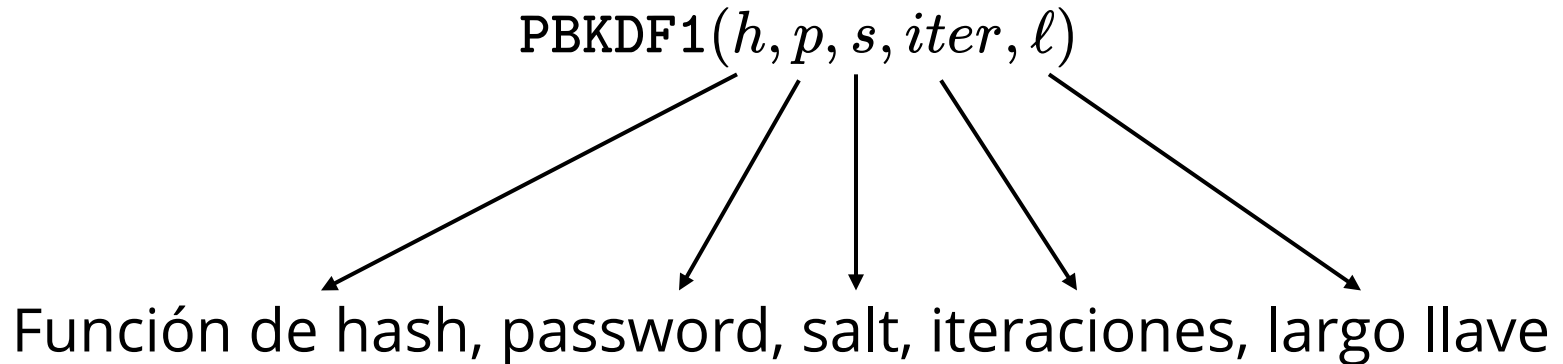 PBKDF1(h, p, s, iter, ℓ)
Función de hash, password, salt, iteraciones, largo llave